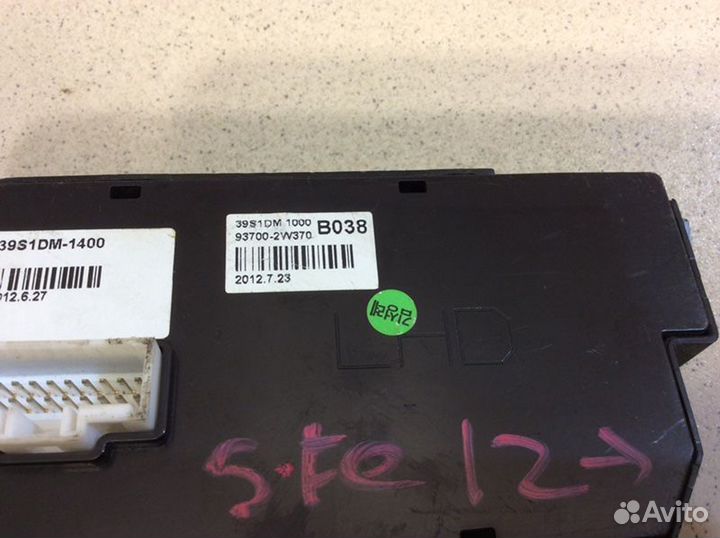 39S1DM-1400
012.6.27
39S1DM 1000
93700-2W370
B038
2012.7.23
LHD
S.Fe 12->
Avito